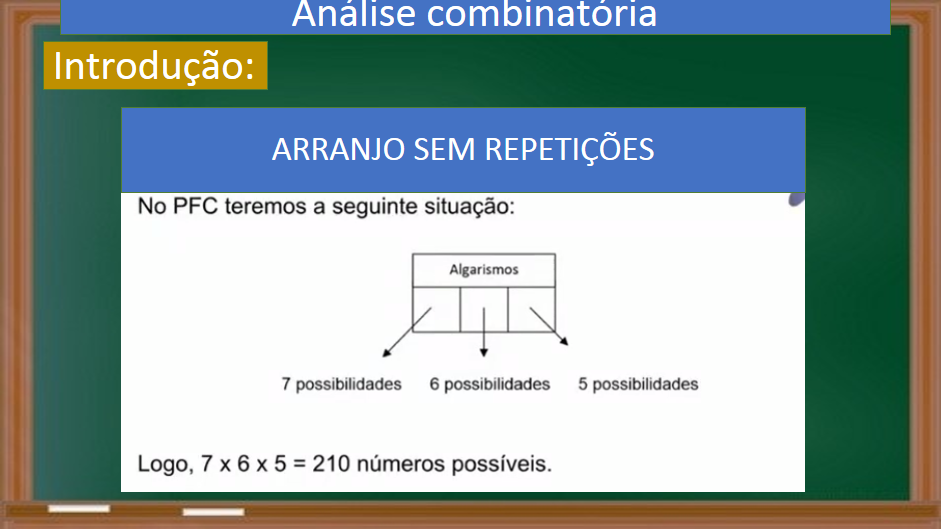 Análise combinatória
Introdução:
ARRANJO SEM REPETIÇÕES
No PFC teremos a seguinte situação:
Algarismos
7 possibilidades 6 possibilidades 5 possibilidades
Logo, 7 x 6 x 5 = 210 números possíveis.